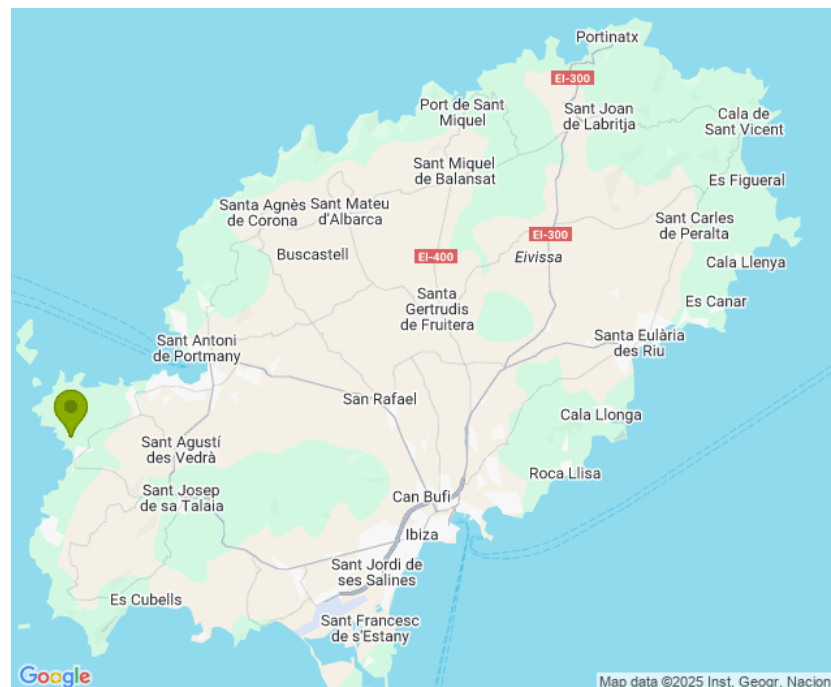 Portinatx
EI-300
Port de Sant
Miquel
Sant Joan
de Labritja
Cala de
Sant Vicent
Sant Miquel
de Balansat
Es Figueral
Santa Agnès
de Corona
Sant Mateu
d'Albarca
Sant Carles
de Peralta
EI-300
Buscastell
EI-400
Eivissa
Cala Llenya
Santa
Gertrudis
de Fruitera
Es Canar
Sant Antoni
de Portmany
Santa Eulària
des Riu
San Rafael
Cala Llonga
Sant Agustí
des Vedrà
Roca Llisa
Sant Josep
de sa Talaia
Can Bufi
Ibiza
Sant Jordi de
ses Salines
Es Cubells
Sant Francesc
de s'Estany
Google
Map data ©2025 Inst. Geogr. Nacion